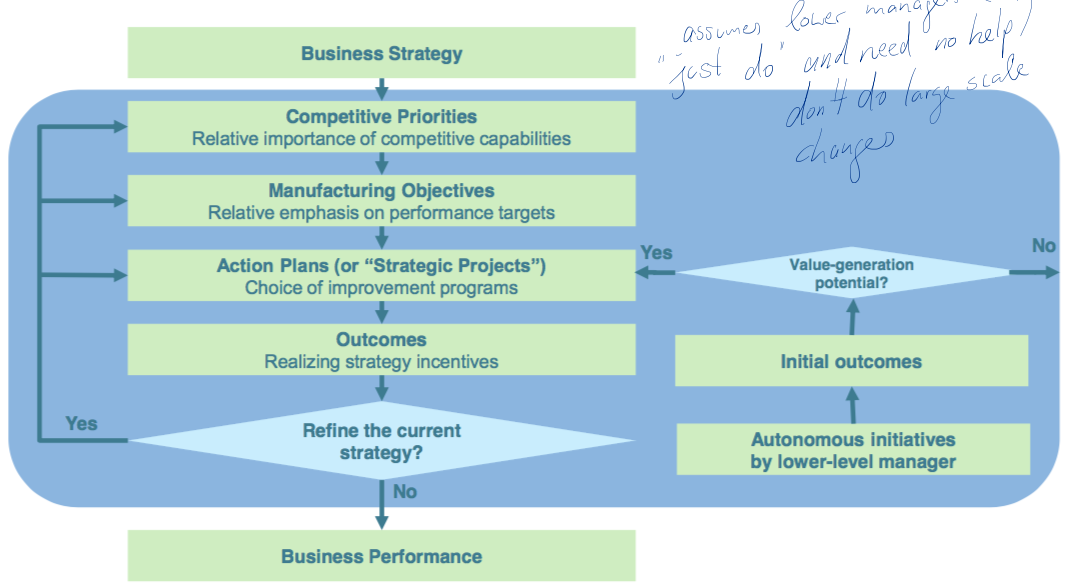 assumes lower managers
"just do" and need no help,
don't do large scale
changes
Business Strategy
Competitive Priorities
Relative importance of competitive capabilities
Manufacturing Objectives
Relative emphasis on performance targets
Action Plans (or “Strategic Projects”)
Choice of improvement programs
Outcomes
Realizing strategy incentives
Yes
Refine the current
strategy?
No
Business Performance
Yes
No
Value-generation
potential?
Initial outcomes
Autonomous initiatives
by lower-level manager